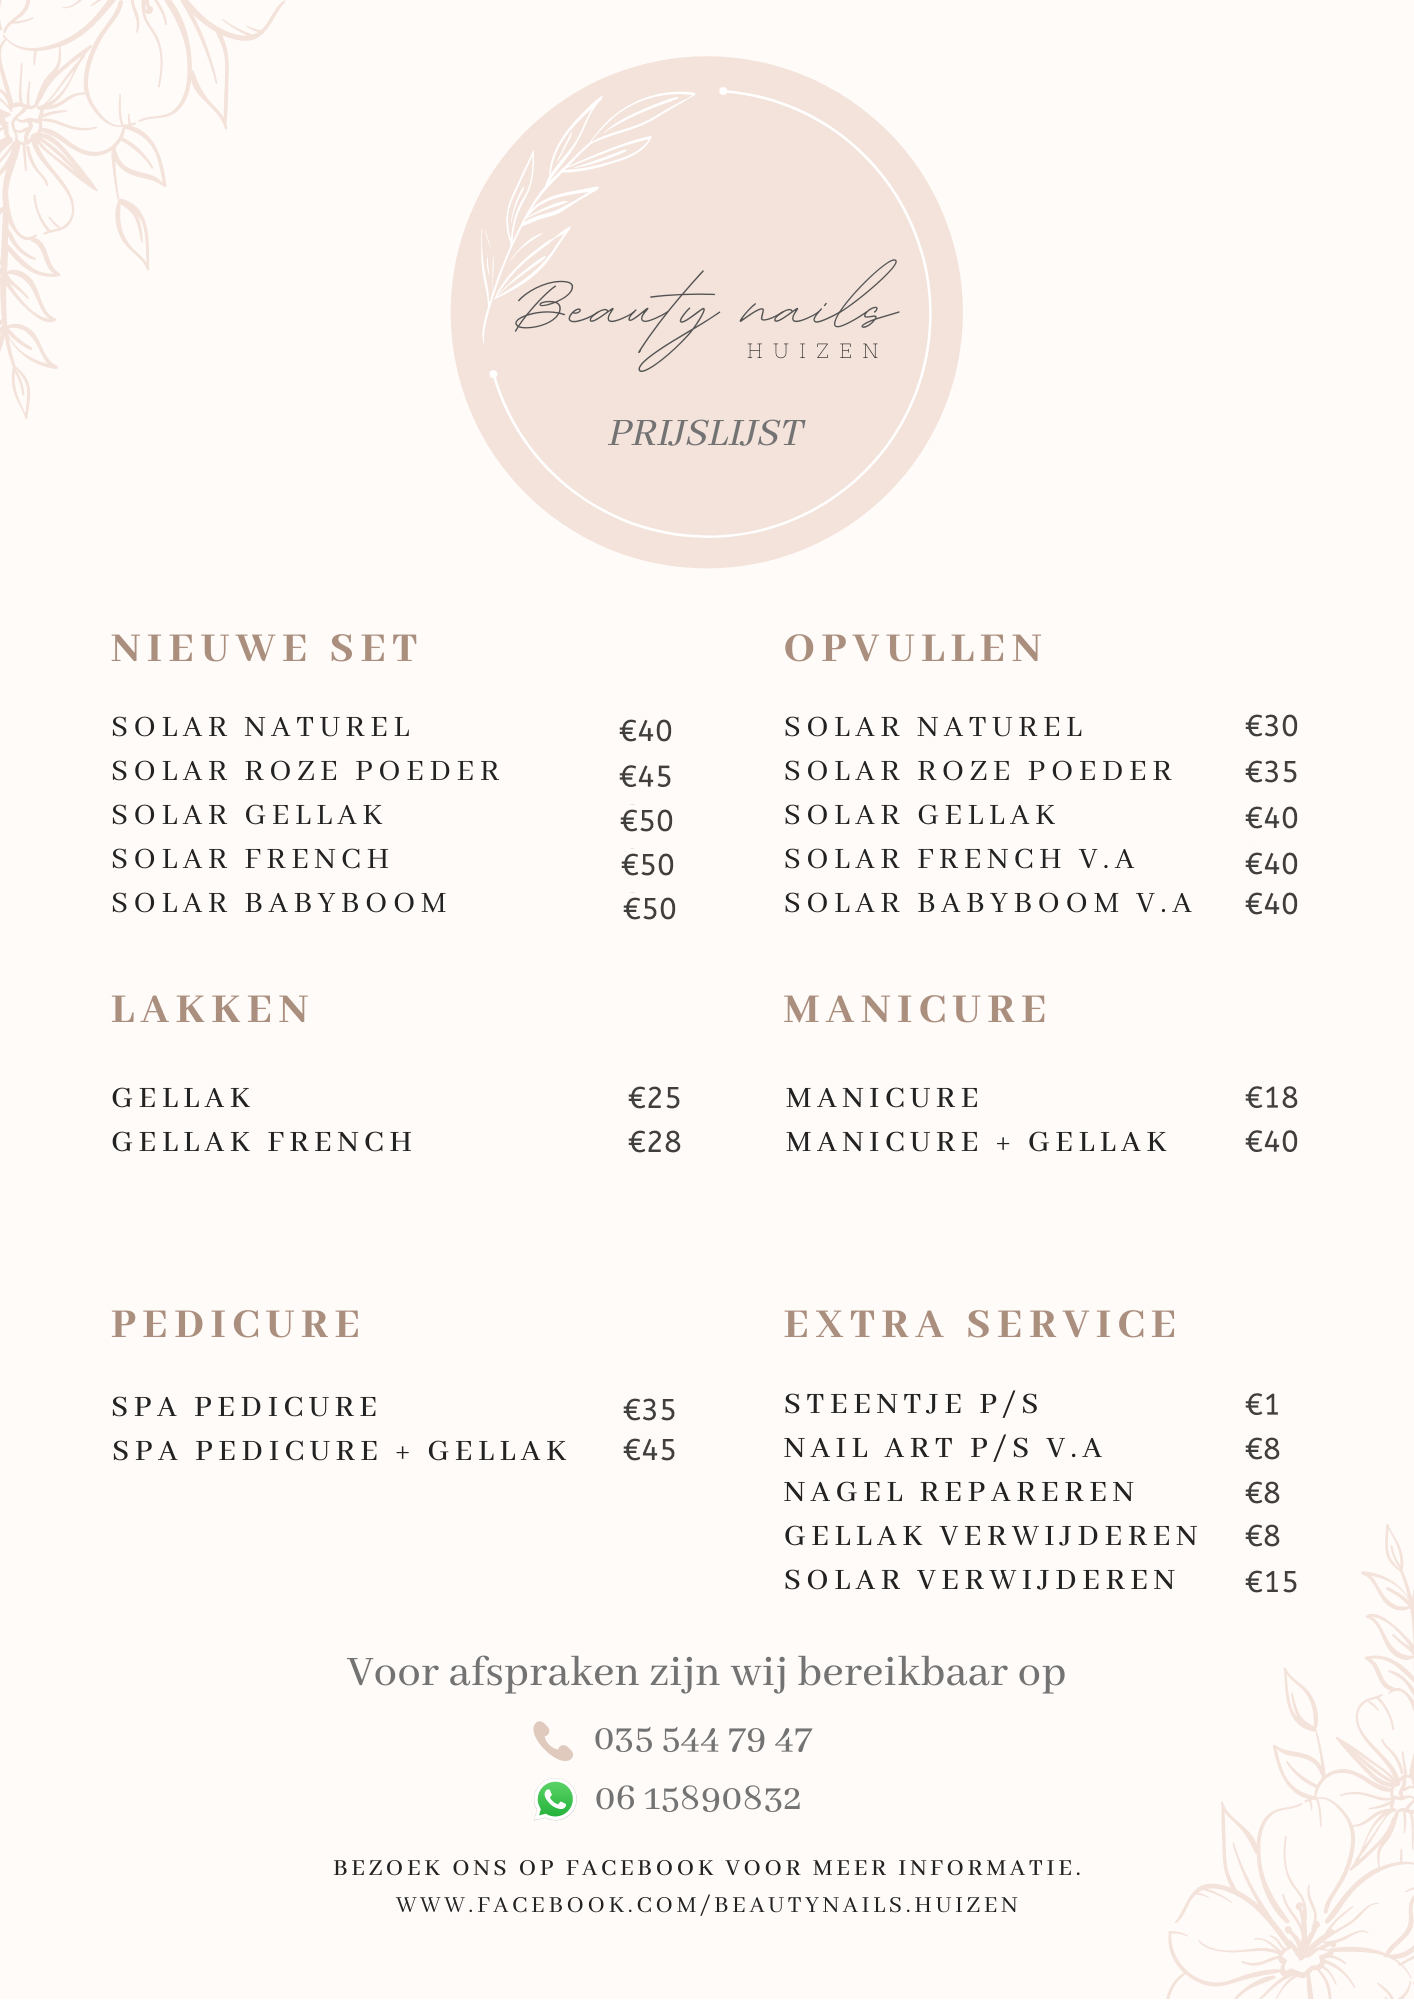 Beauty nails
HUIZEN
PRIJSLIJST
NIEUWE SET
SOLAR NATUREL €40
SOLAR ROZE POEDER €45
SOLAR GELLAK €50
SOLAR FRENCH €50
SOLAR BABYBOOM €50
OPVULLEN
SOLAR NATUREL €30
SOLAR ROZE POEDER €35
SOLAR GELLAK €40
SOLAR FRENCH V.A €40
SOLAR BABYBOOM V.A €40
LAKKEN
GELLAK €25
GELLAK FRENCH €28
MANICURE
MANICURE €18
MANICURE + GELLAK €40
PEDICURE
SPA PEDICURE €35
SPA PEDICURE + GELLAK €45
EXTRA SERVICE
STEENTJE P/S €1
NAIL ART P/S V.A €8
NAGEL REPAREREN €8
GELLAK VERWIJDEREN €8
SOLAR VERWIJDEREN €15
Voor afspraken zijn wij bereikbaar op
035 544 79 47
06 15890832
BEZOEK ONS OP FACEBOOK VOOR MEER INFORMATIE.
WWW.FACEBOOK.COM/BEAUTYNAILS.HUIZEN